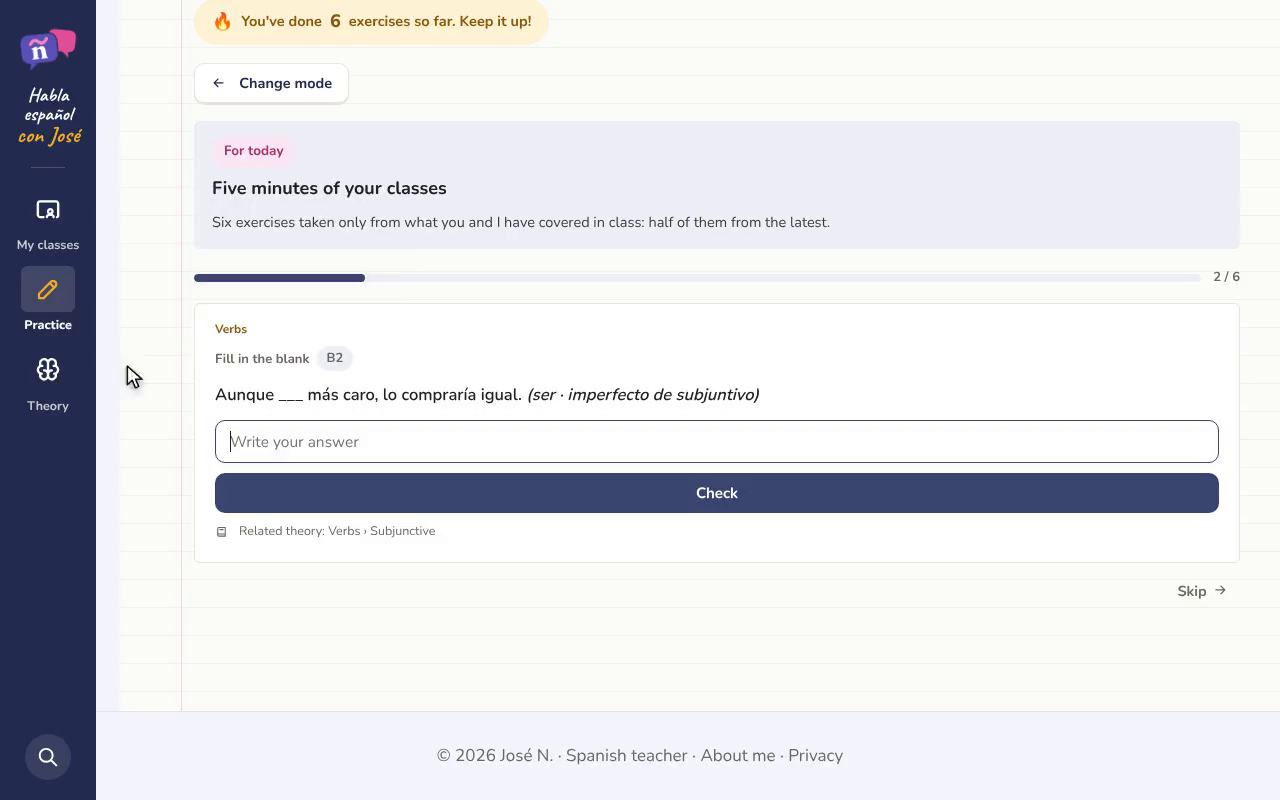 You've done 6 exercises so far. Keep it up!
← Change mode
ñ
Habla
español
con José
For today
Five minutes of your classes
Six exercises taken only from what you and I have covered in class: half of them from the latest.
My classes
2 / 6
Practice
Verbs
Fill in the blank B2
Aunque ___ más caro, lo compraría igual. (ser · imperfecto de subjuntivo)
Theory
Write your answer
Check
Related theory: Verbs › Subjunctive
Skip →
© 2026 José N. · Spanish teacher · About me · Privacy